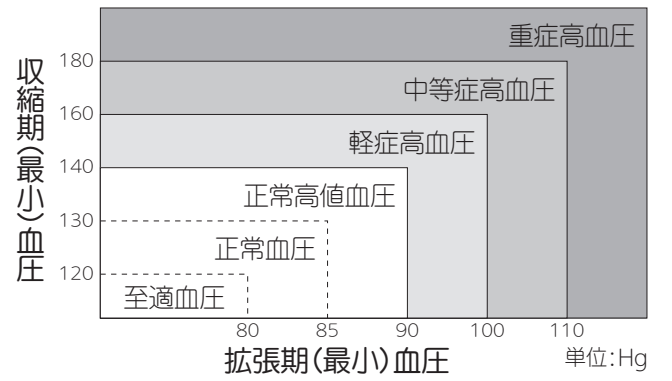 重症高血圧
180
中等症高血圧
160
軽症高血圧
140
正常高値血圧
130
正常血圧
120
至適血圧
収縮期(最小)血圧
80 85 90 100 110
拡張期(最小)血圧
単位:Hg